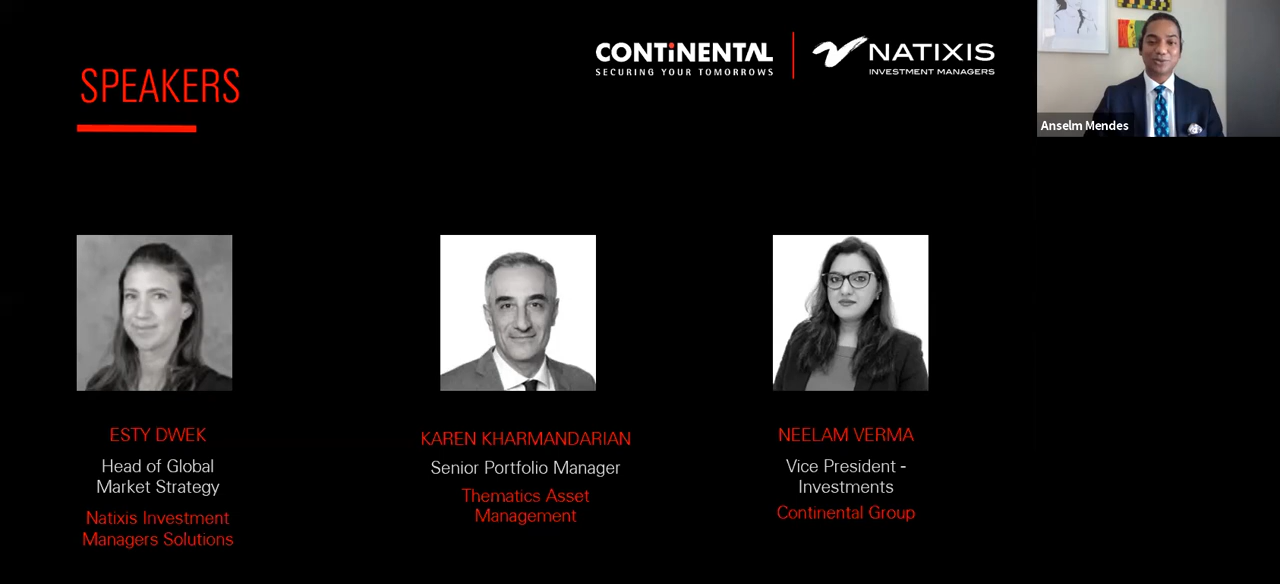 SPEAKERS
CONTiNENTAL
SECURING YOUR TOMORROWS
NATIXIS
INVESTMENT MANAGERS
Anselm Mendes
ESTY DWEK
Head of Global
Market Strategy
Natixis Investment
Managers Solutions
KAREN KHARMANDARIAN
Senior Portfolio Manager
Thematics Asset
Management
NEELAM VERMA
Vice President -
Investments
Continental Group